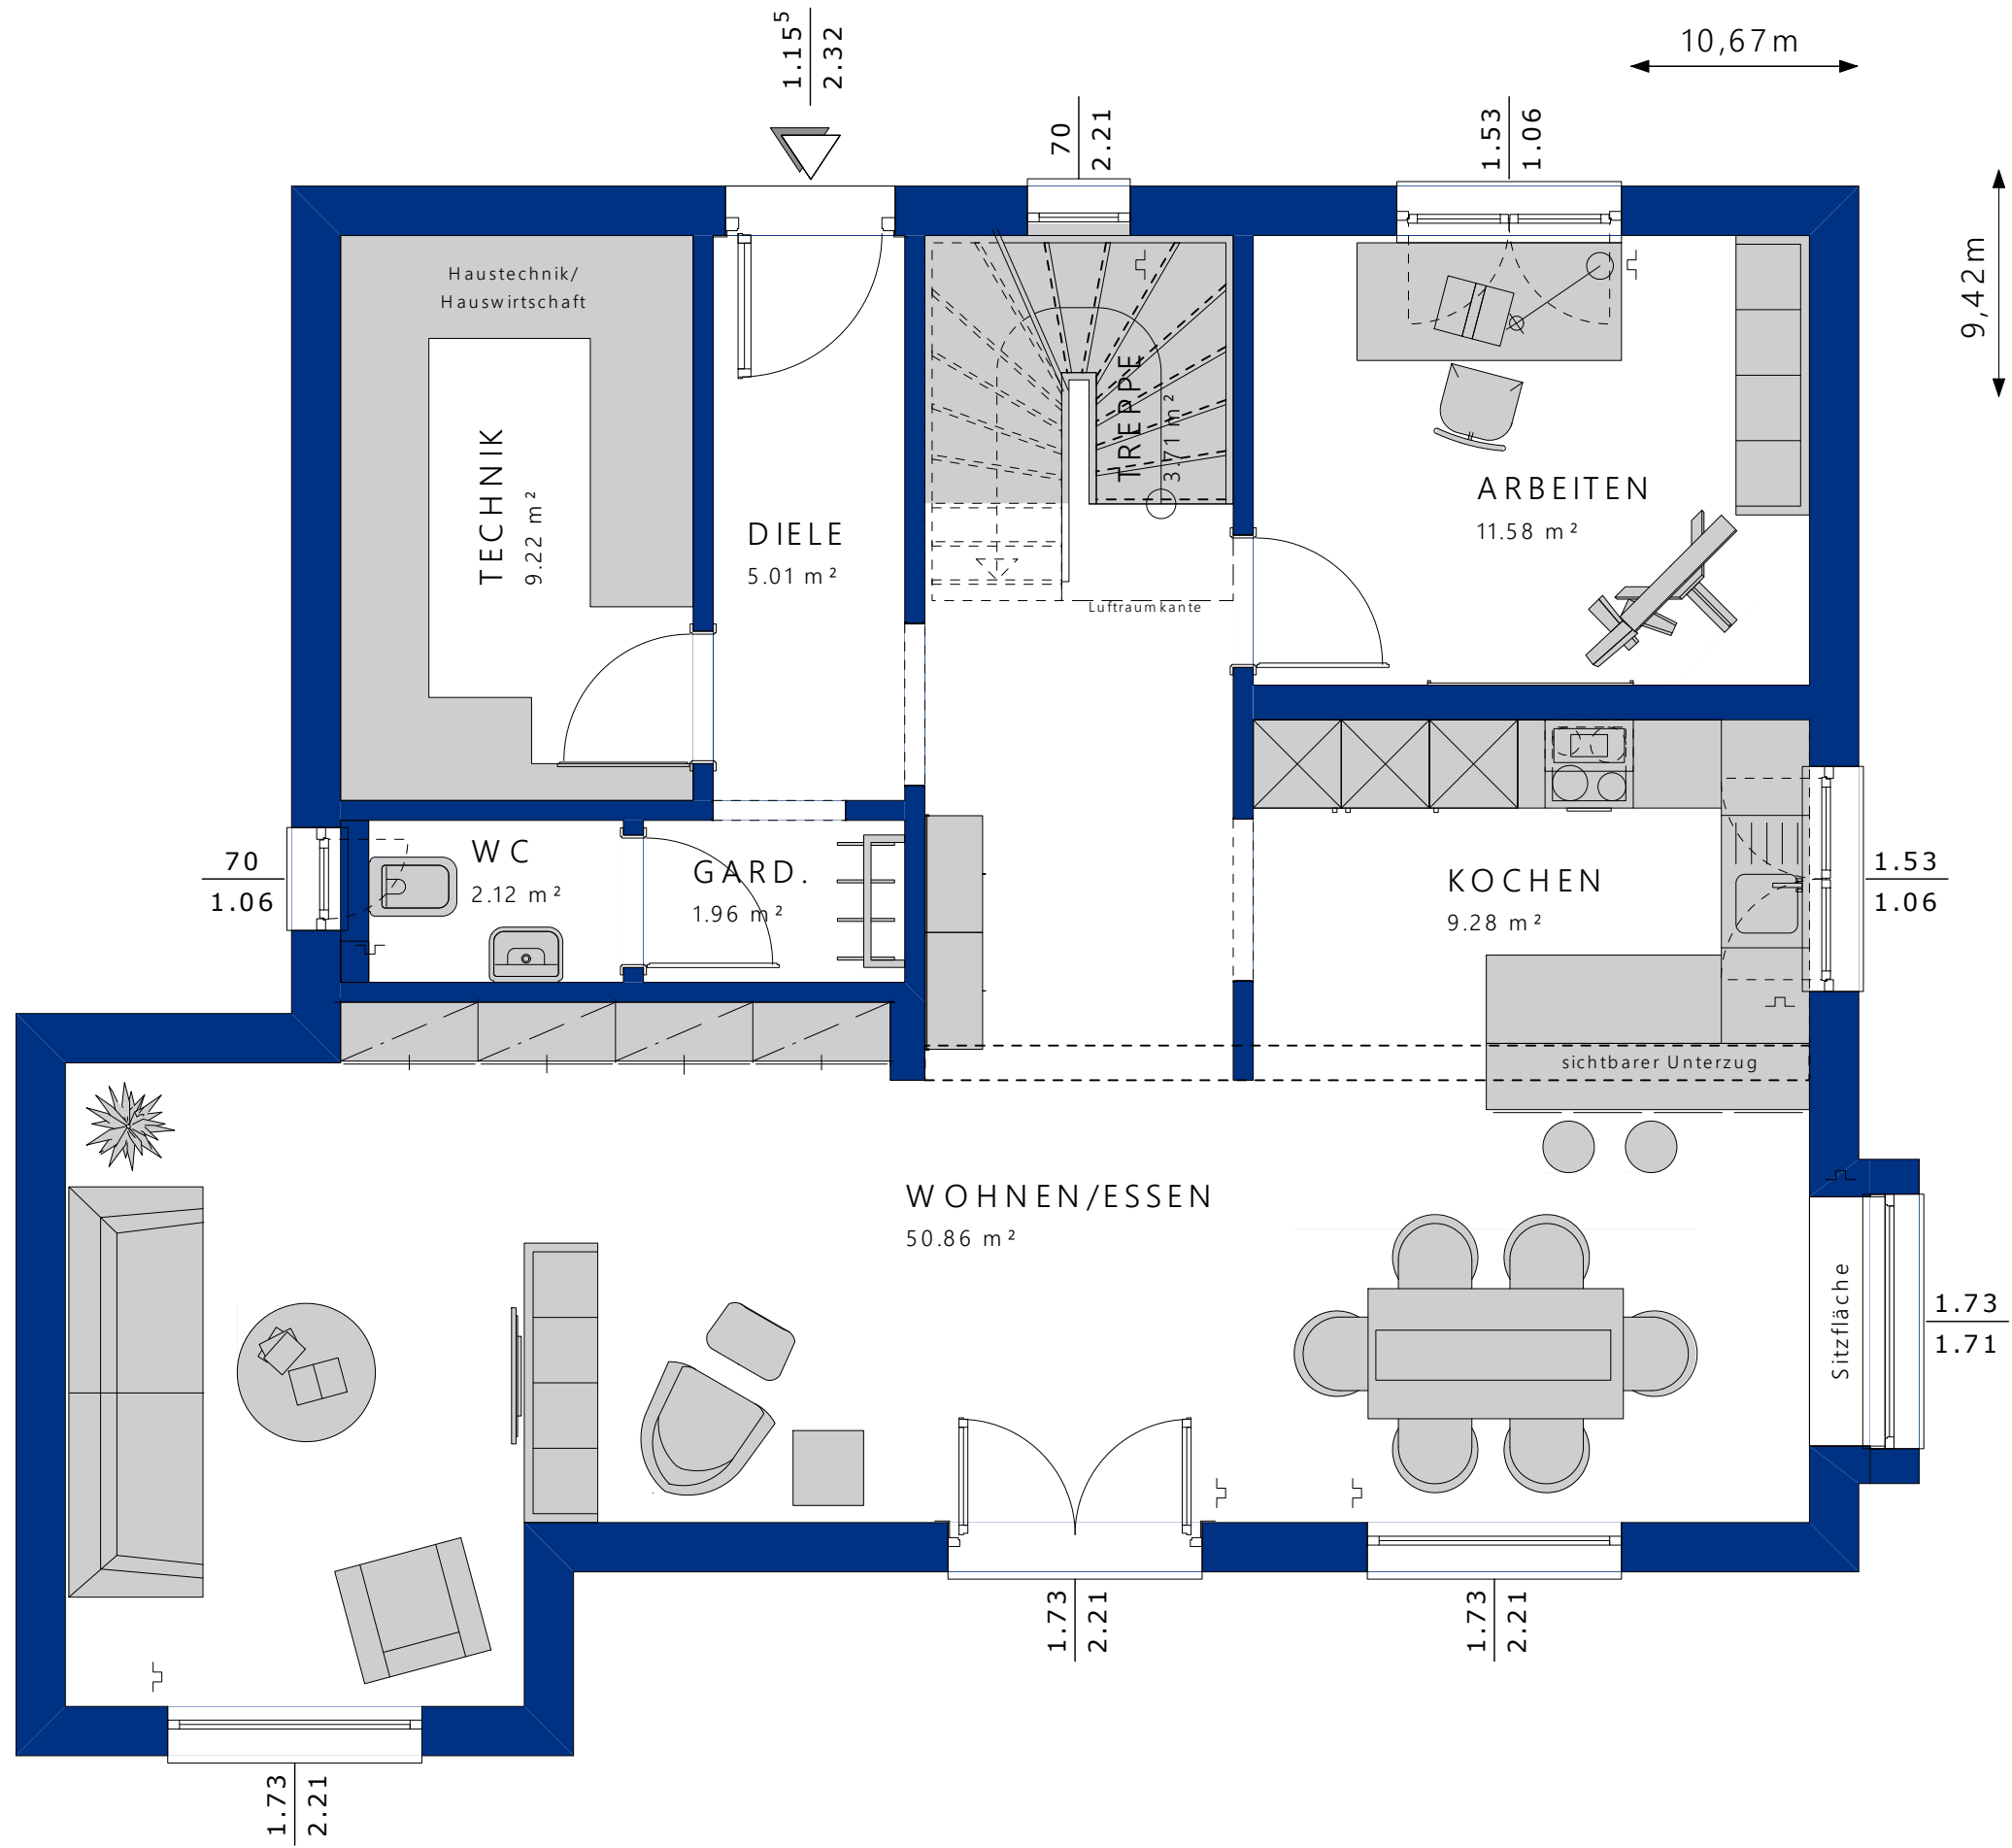 1.15⁵
2.32
10,67m
70
2.21
1.53
1.06
9,42m
Haustechnik/
Hauswirtschaft
TECHNIK
9.22 m²
DIELE
5.01 m²
TREPPE
3.71 m²
Luftraumkante
ARBEITEN
11.58 m²
70
1.06
WC
2.12 m²
GARD.
1.96 m²
KOCHEN
9.28 m²
1.53
1.06
sichtbarer Unterzug
WOHNEN/ESSEN
50.86 m²
Sitzfläche
1.73
1.71
1.73
2.21
1.73
2.21
1.73
2.21